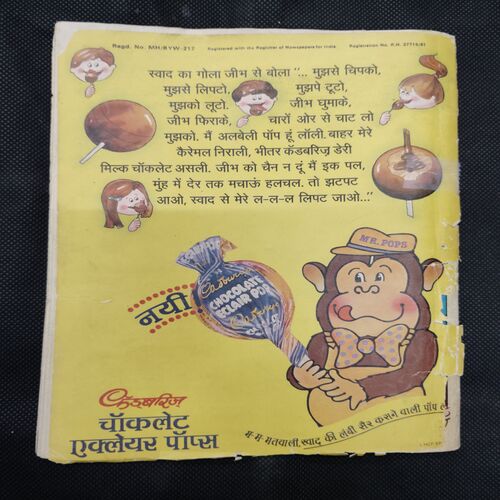 Regd. No. MH/BYW-217 Registered with the Registrar of Newspapers for India Registration No. R.N. 27715/81
स्वाद का गोला जीभ से बोला "... मुझसे चिपको,
मुझसे लिपटो, मुझपे टूटो,
मुझको लूटो. जीभ घुमाके,
जीभ फिराके, चारों ओर से चाट लो
मुझको. मैं अलबेली पॉप हूं लॉली. बाहर मेरे
कैरेमल निराली, भीतर कॅडबरिज़ डेरी
मिल्क चॉकलेट असली. जीभ को चैन न दूं मैं इक पल,
मुंह में देर तक मचाऊं हलचल. तो झटपट
आओ, स्वाद से मेरे ल-ल-ल लिपट जाओ..."
MR. POPS
नयी
Cadbury's
CHOCOLATE
ECLAIR
कॅडबरिज़
चॉकलेट
एक्लेयर पॉप्स
म-म-मतवाली, स्वाद की लंबी सैर कराने वाली पॉप